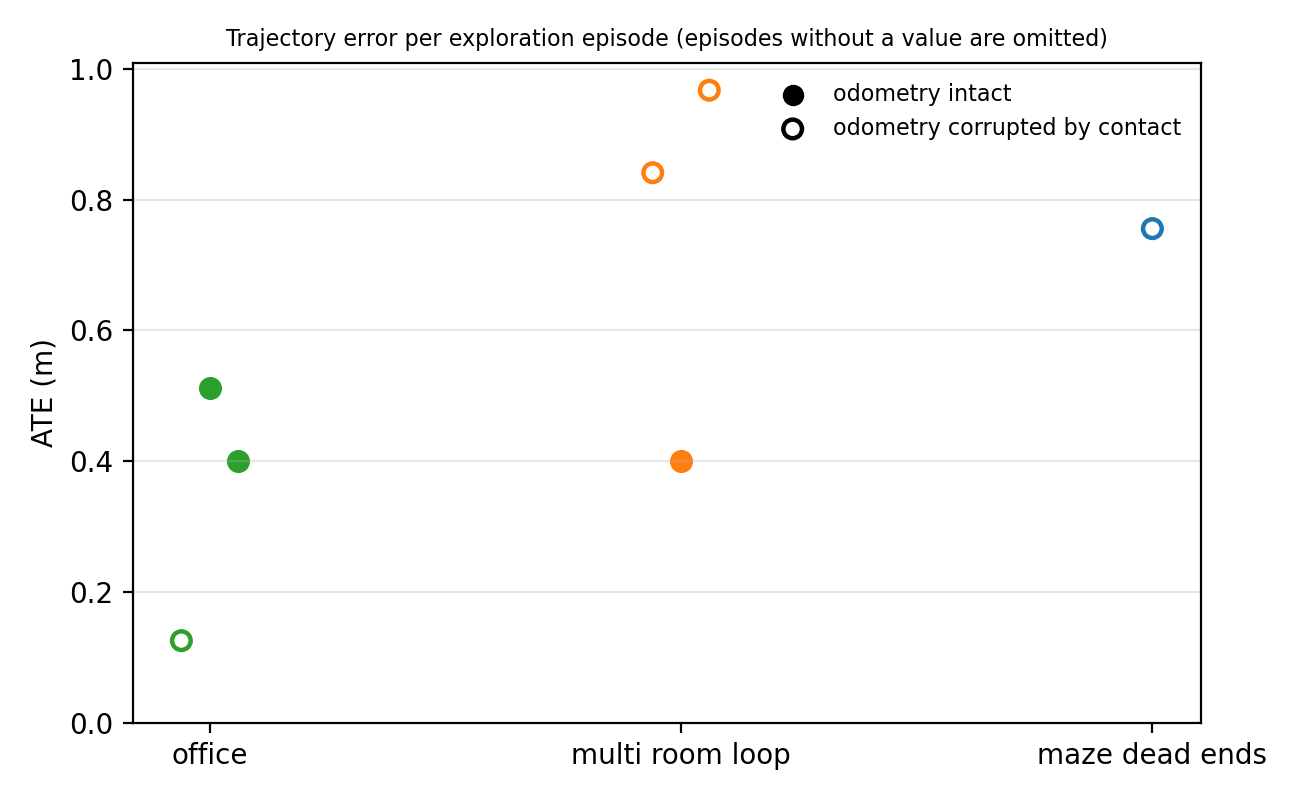 Trajectory error per exploration episode (episodes without a value are omitted)
1.0
0.8
0.6
0.4
0.2
0.0
ATE (m)
odometry intact
odometry corrupted by contact
office
multi room loop
maze dead ends